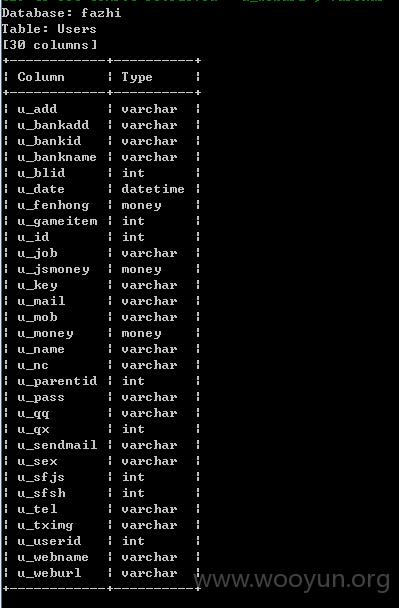 Database: fazhi
Table: Users
[30 columns]
+------------+----------+
| Column | Type |
+------------+----------+
| u_add | varchar |
| u_bankadd | varchar |
| u_bankid | varchar |
| u_bankname | varchar |
| u_blid | int |
| u_date | datetime |
| u_fenhong | money |
| u_gameitem | int |
| u_id | int |
| u_job | varchar |
| u_jsmoney | money |
| u_key | varchar |
| u_mail | varchar |
| u_mob | varchar |
| u_money | money |
| u_name | varchar |
| u_nc | varchar |
| u_parentid | int |
| u_pass | varchar |
| u_qq | varchar |
| u_qx | int |
| u_sendmail | varchar |
| u_sex | varchar |
| u_sfjs | int |
| u_sfsh | int |
| u_tel | varchar |
| u_tximg | varchar |
| u_userid | int |
| u_webname | varchar |
| u_weburl | varchar |
+------------+----------+
www.wooyun.org